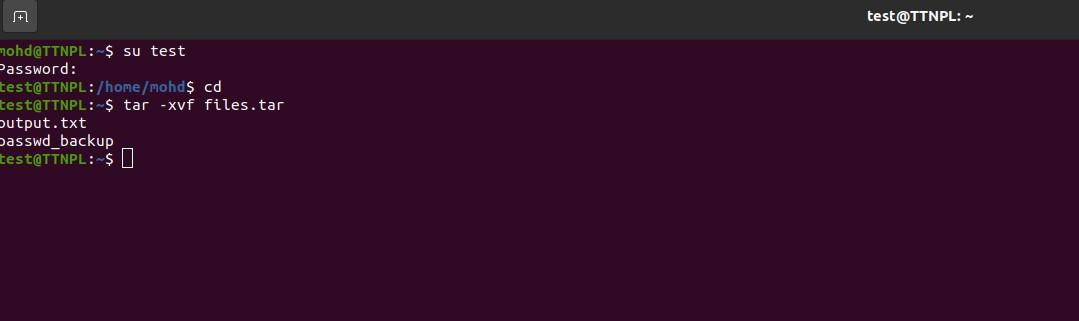 test@TTNPL: ~
mohd@TTNPL:~$ su test
Password:
test@TTNPL:/home/mohd$ cd
test@TTNPL:~$ tar -xvf files.tar
output.txt
passwd_backup
test@TTNPL:~$